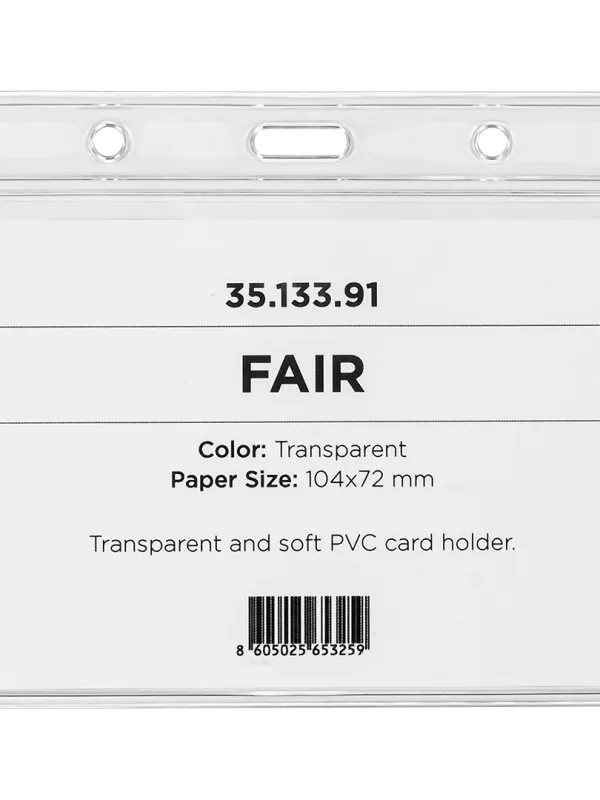 35.133.91
FAIR
Color: Transparent
Paper Size: 104x72 mm
Transparent and soft PVC card holder.
8 605025 653259